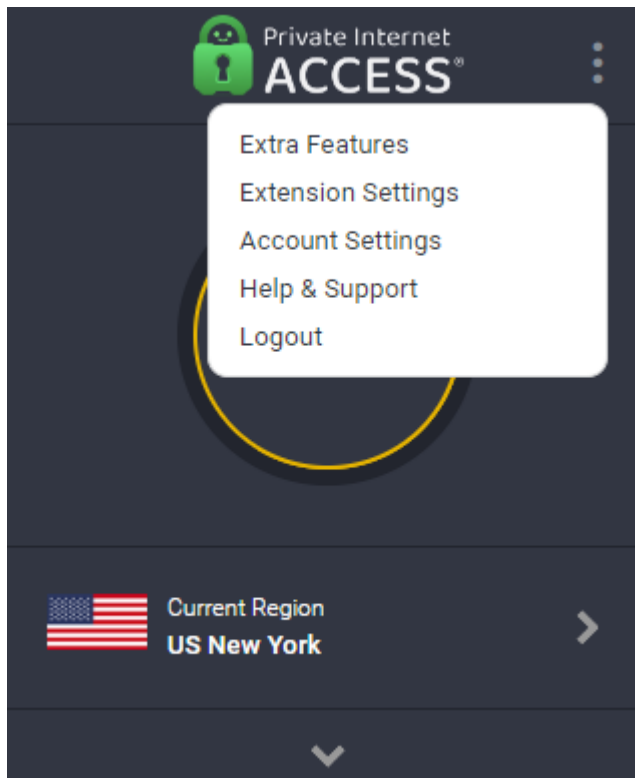 Private Internet
ACCESS®
Extra Features
Extension Settings
Account Settings
Help & Support
Logout
Current Region
US New York